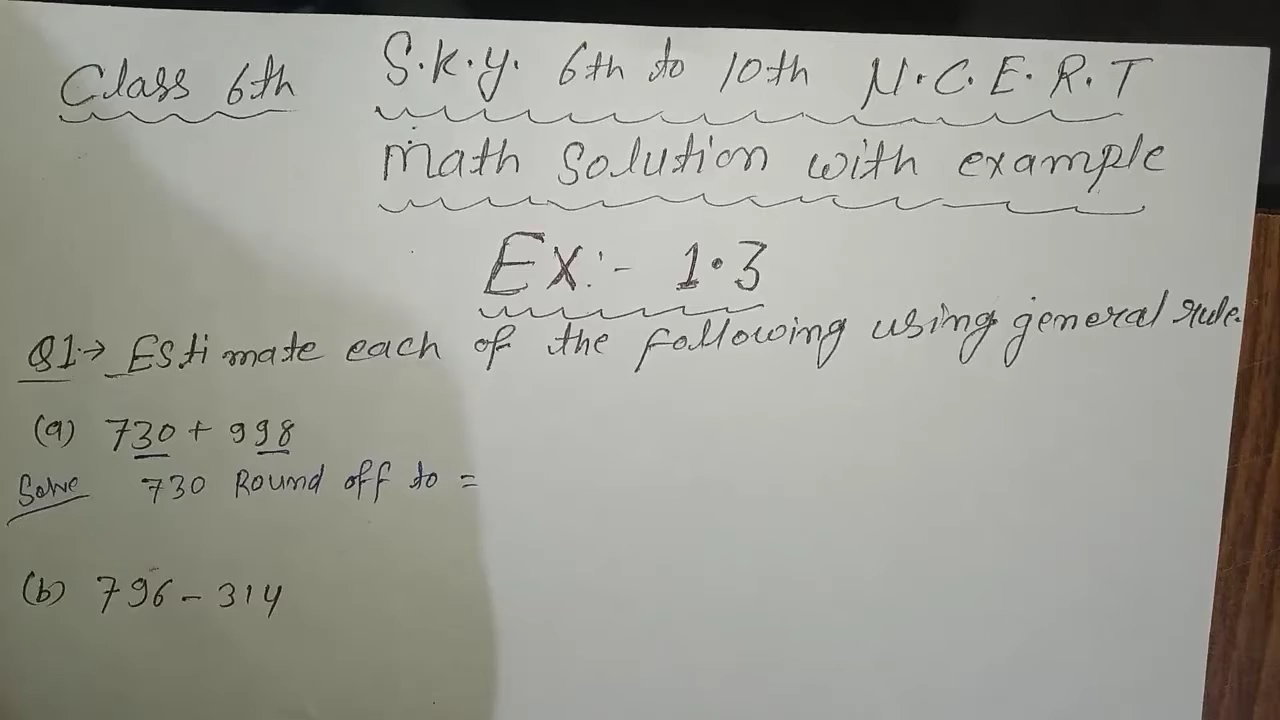 Class 6th
S.K.Y. 6th to 10th N.C.E.R.T
math Solution with example
EX:- 1.3
Q1→ Estimate each of the following using general rule.
(a) 730 + 998
Solve 730 Round off to =
(b) 796 - 314